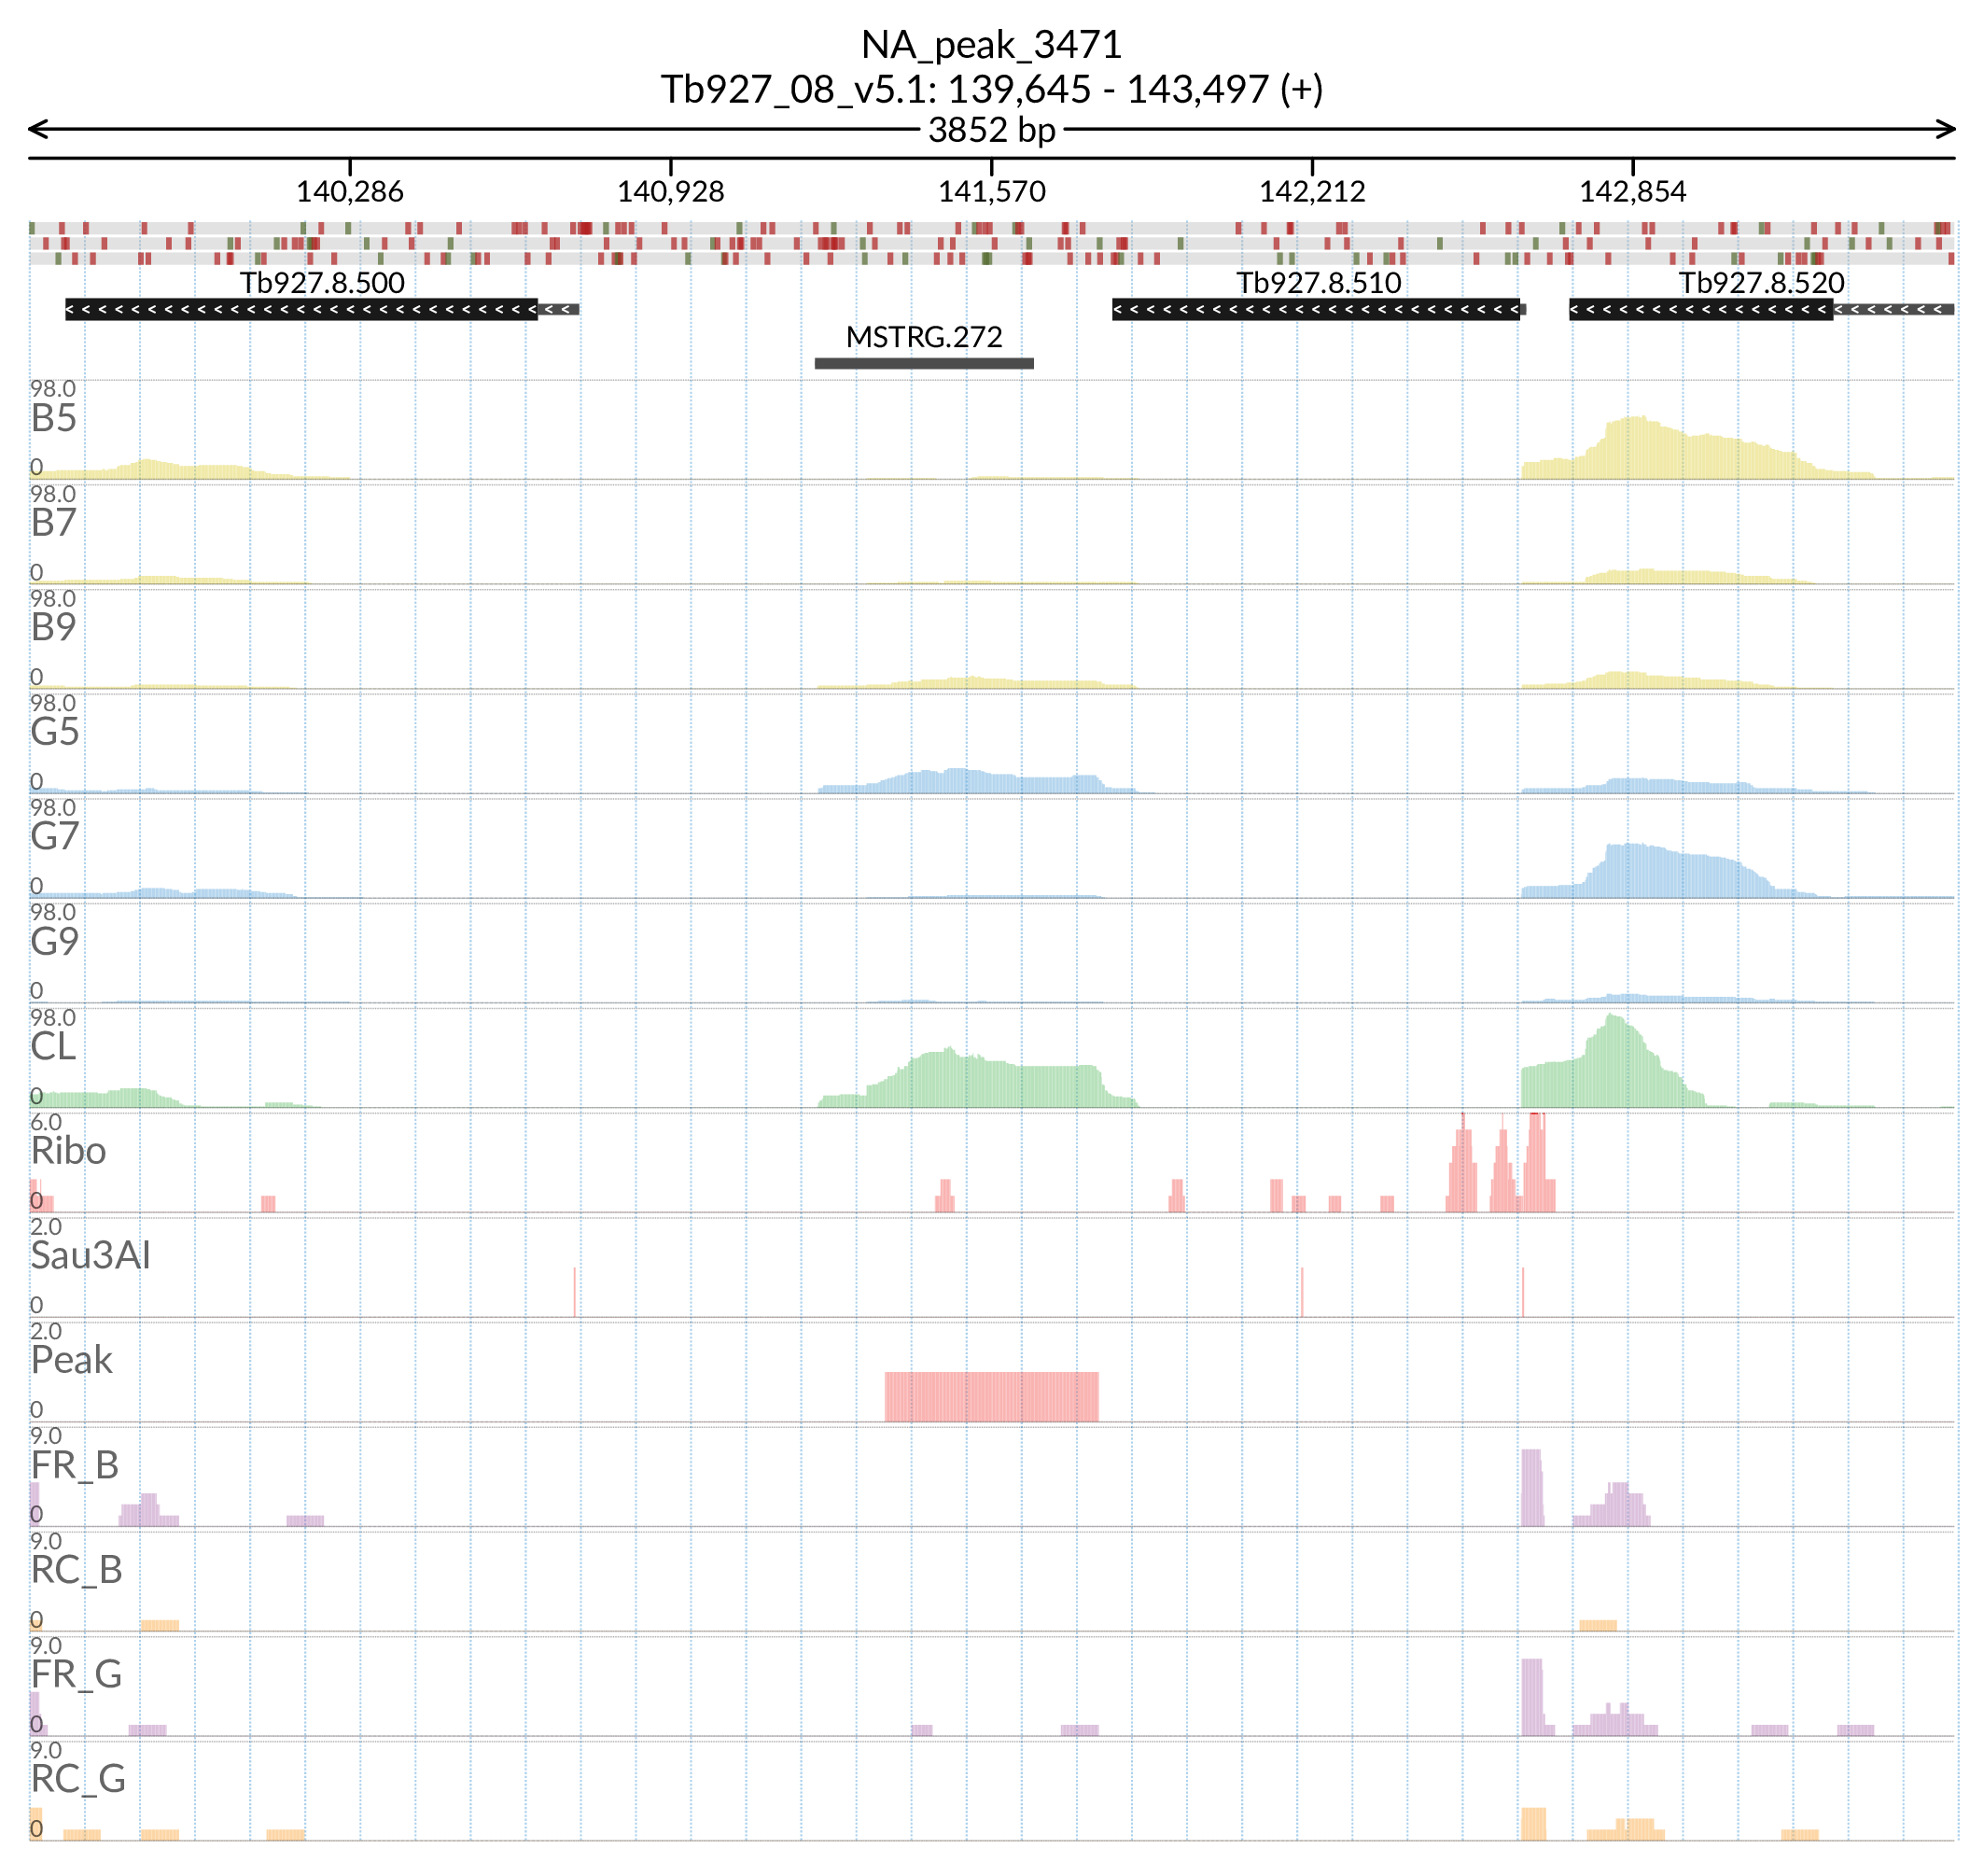 NA_peak_3471
Tb927_08_v5.1: 139,645 - 143,497 (+)
3852 bp
140,286 140,928 141,570 142,212 142,854
Tb927.8.500 Tb927.8.510 Tb927.8.520
MSTRG.272
98.0
B5
0
98.0
B7
0
98.0
B9
0
98.0
G5
0
98.0
G7
0
98.0
G9
0
98.0
CL
0
6.0
Ribo
0
2.0
Sau3AI
0
2.0
Peak
0
9.0
FR_B
0
9.0
RC_B
0
9.0
FR_G
0
9.0
RC_G
0